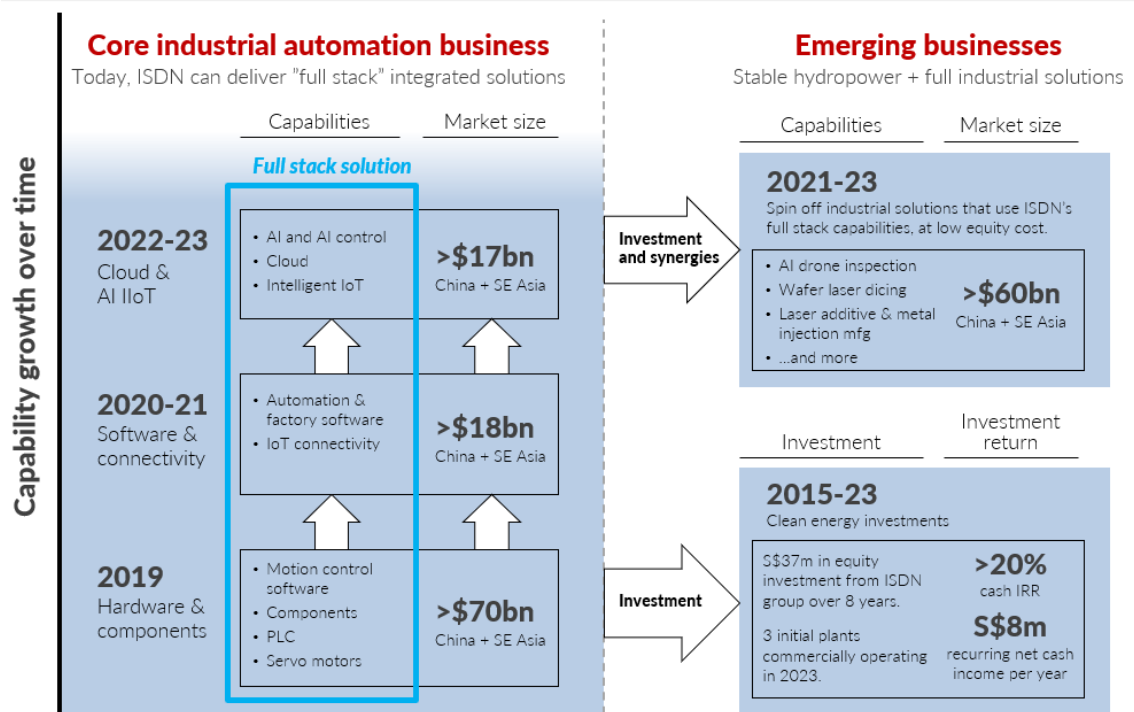 Capability growth over time
Core industrial automation business
Today, ISDN can deliver ”full stack” integrated solutions
Capabilities
Market size
Full stack solution
2022-23
Cloud &
AI IIoT
• AI and AI control
• Cloud
• Intelligent IoT
>$17bn
China + SE Asia
2020-21
Software &
connectivity
• Automation &
factory software
• IoT connectivity
>$18bn
China + SE Asia
2019
Hardware &
components
• Motion control
software
• Components
• PLC
• Servo motors
>$70bn
China + SE Asia
Investment
and synergies
Investment
Emerging businesses
Stable hydropower + full industrial solutions
Capabilities
Market size
2021-23
Spin off industrial solutions that use ISDN’s
full stack capabilities, at low equity cost.
• AI drone inspection
• Wafer laser dicing
• Laser additive & metal
injection mfg
• ...and more
>$60bn
China + SE Asia
Investment
Investment
return
2015-23
Clean energy investments
S$37m in equity
investment from ISDN
group over 8 years.
3 initial plants
commercially operating
in 2023.
>20%
cash IRR
S$8m
recurring net cash
income per year